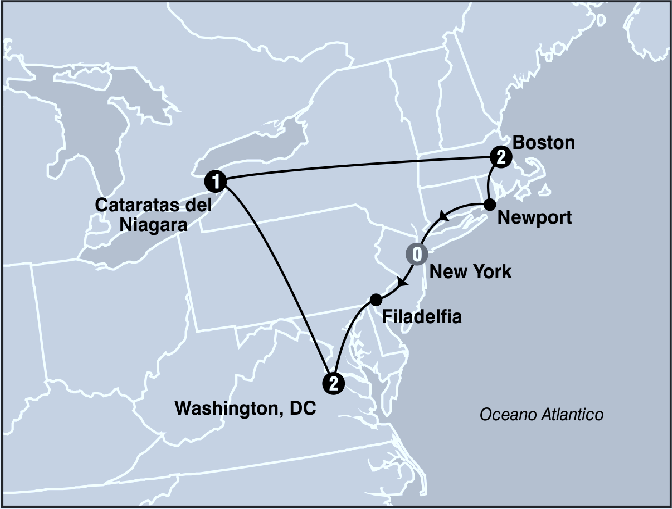 2
Boston
1
Cataratas del
Niagara
Newport
0
New York
Filadelfia
2
Washington, DC
Oceano Atlantico